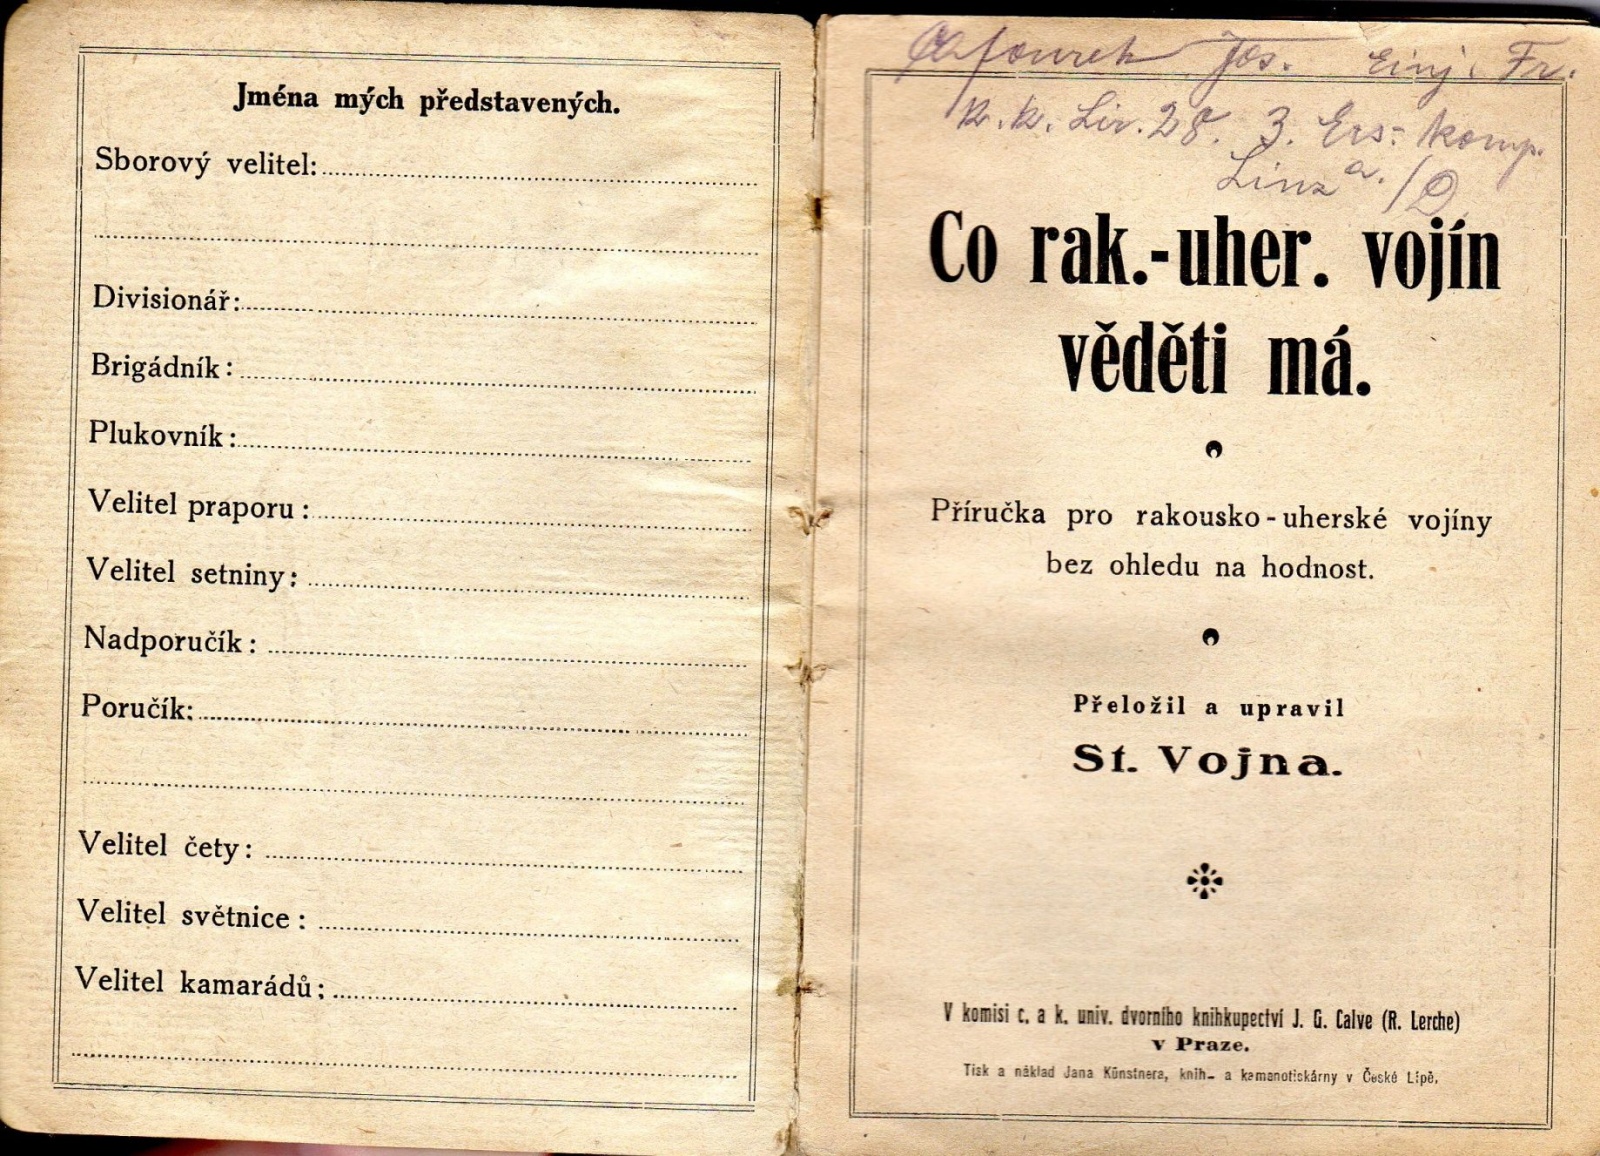 Jména mých představených.
Sborový velitel:
Divisionář:
Brigádník:
Plukovník:
Velitel praporu:
Velitel setniny:
Nadporučík:
Poručík:
Velitel čety:
Velitel světnice:
Velitel kamarádů:
Jos. Einj. Fr.
k. k. Lir. 28. 3. Ers. Komp.
Linz a./D
Co rak.-uher. vojín
věděti má.
Příručka pro rakousko-uherské vojíny
bez ohledu na hodnost.
Přeložil a upravil
St. Vojna.
V komisi c. a k. univ. dvorního knihkupectví J. G. Calve (R. Lerche)
v Praze.
Tisk a náklad Jana Künstnera, knih- a kamanotiskárny v České Lípě.